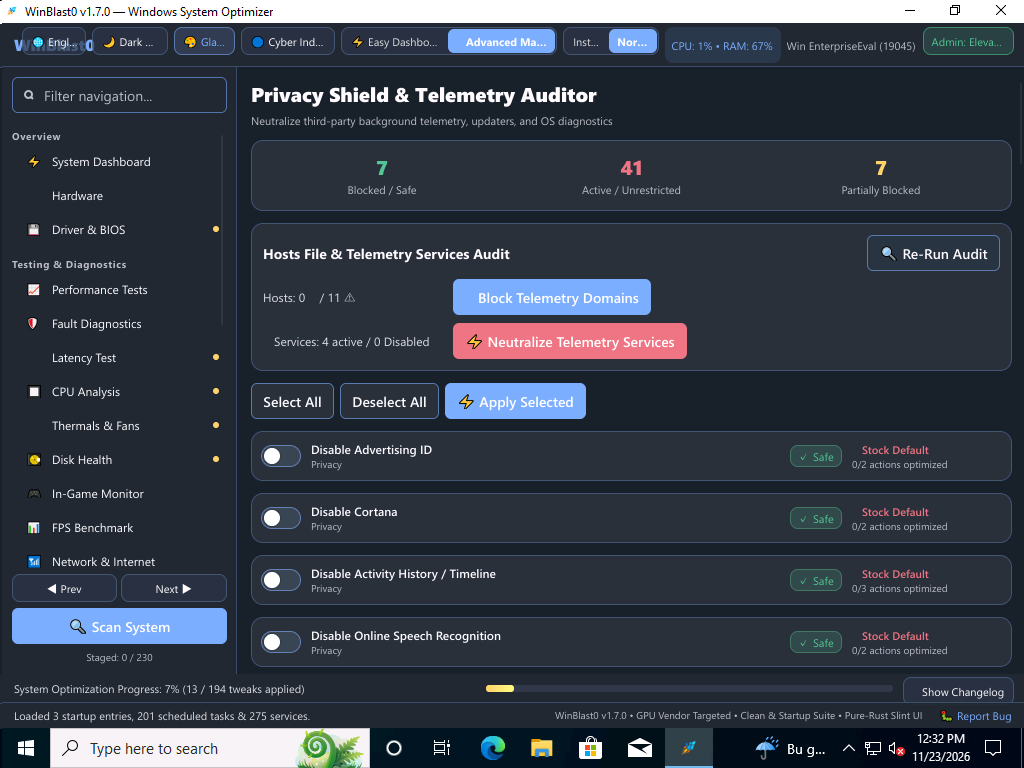 WinBlast0 v1.7.0 — Windows System Optimizer
Engl...
Dark ...
Gla...
Cyber Ind...
Easy Dashbo...
Advanced Ma...
Inst...
Nor...
CPU: 1% • RAM: 67%
Win EnterpriseEval (19045)
Admin: Eleva...
Filter navigation...
Overview
System Dashboard
Hardware
Driver & BIOS
Testing & Diagnostics
Performance Tests
Fault Diagnostics
Latency Test
CPU Analysis
Thermals & Fans
Disk Health
In-Game Monitor
FPS Benchmark
Network & Internet
◀ Prev
Next ▶
Scan System
Staged: 0 / 230
Privacy Shield & Telemetry Auditor
Neutralize third-party background telemetry, updaters, and OS diagnostics
7
Blocked / Safe
41
Active / Unrestricted
7
Partially Blocked
Hosts File & Telemetry Services Audit
Re-Run Audit
Hosts: 0 / 11 ⚠
Block Telemetry Domains
Services: 4 active / 0 Disabled
⚡ Neutralize Telemetry Services
Select All
Deselect All
⚡ Apply Selected
Disable Advertising ID
Privacy
✓ Safe
Stock Default
0/2 actions optimized
Disable Cortana
Privacy
✓ Safe
Stock Default
0/2 actions optimized
Disable Activity History / Timeline
Privacy
✓ Safe
Stock Default
0/3 actions optimized
Disable Online Speech Recognition
Privacy
✓ Safe
Stock Default
0/2 actions optimized
System Optimization Progress: 7% (13 / 194 tweaks applied)
Show Changelog
Loaded 3 startup entries, 201 scheduled tasks & 275 services.
WinBlast0 v1.7.0 • GPU Vendor Targeted • Clean & Startup Suite • Pure-Rust Slint UI
Report Bug
Type here to search
Bu g...
12:32 PM
11/23/2026